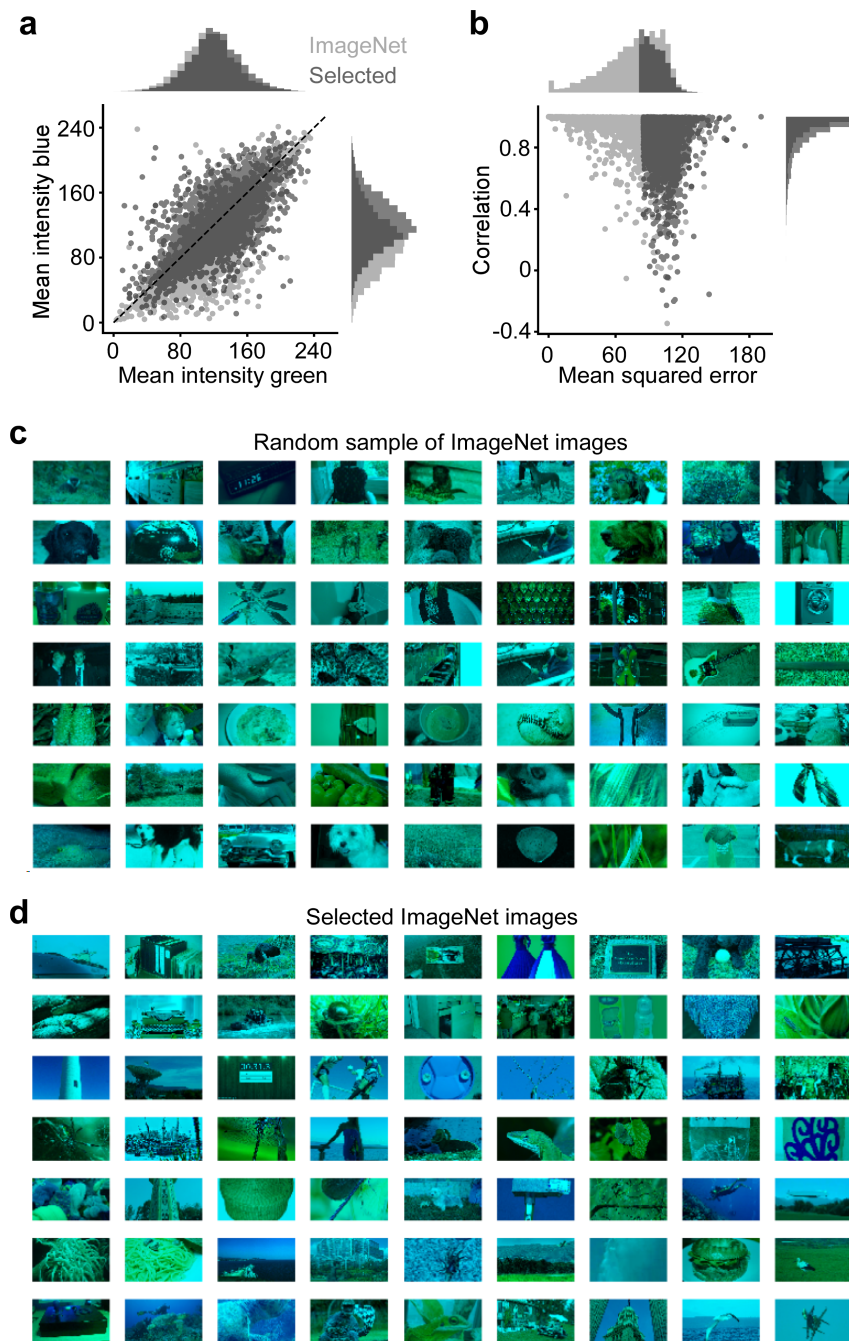 a
b
ImageNet
Selected
240
160
80
0
Mean intensity blue
0
80
160
240
Mean intensity green
0.8
0.4
0
-0.4
Correlation
0
60
120
180
Mean squared error
c
Random sample of ImageNet images
11:26
d
Selected ImageNet images